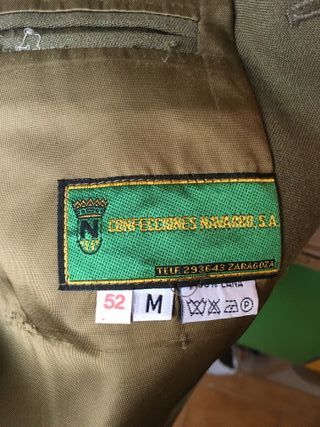 N
CONFECCIONES NAVARRO, S.A.
TELF. 293643 ZARAGOZA
52
M
100% LANA
P